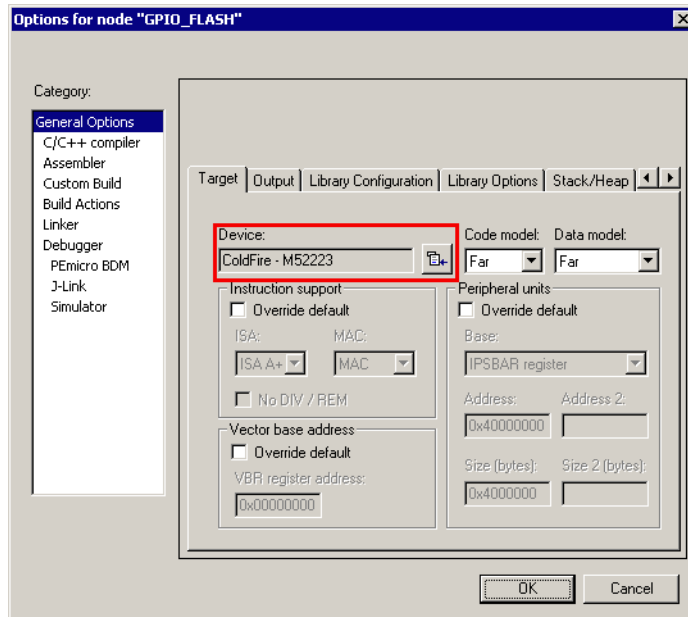 Options for node "GPIO_FLASH"
Category:
General Options
C/C++ compiler
Assembler
Custom Build
Build Actions
Linker
Debugger
PEmicro BDM
J-Link
Simulator
Target Output Library Configuration Library Options Stack/Heap
Device: Code model: Data model:
ColdFire - M52223 Far Far
Instruction support Peripheral units
Override default Override default
ISA: MAC: Base:
ISA A+ MAC IPSBAR register
No DIV / REM Address: Address 2:
0x40000000
Vector base address
Override default
VBR register address: Size (bytes): Size 2 (bytes):
0x00000000 0x4000000
OK Cancel